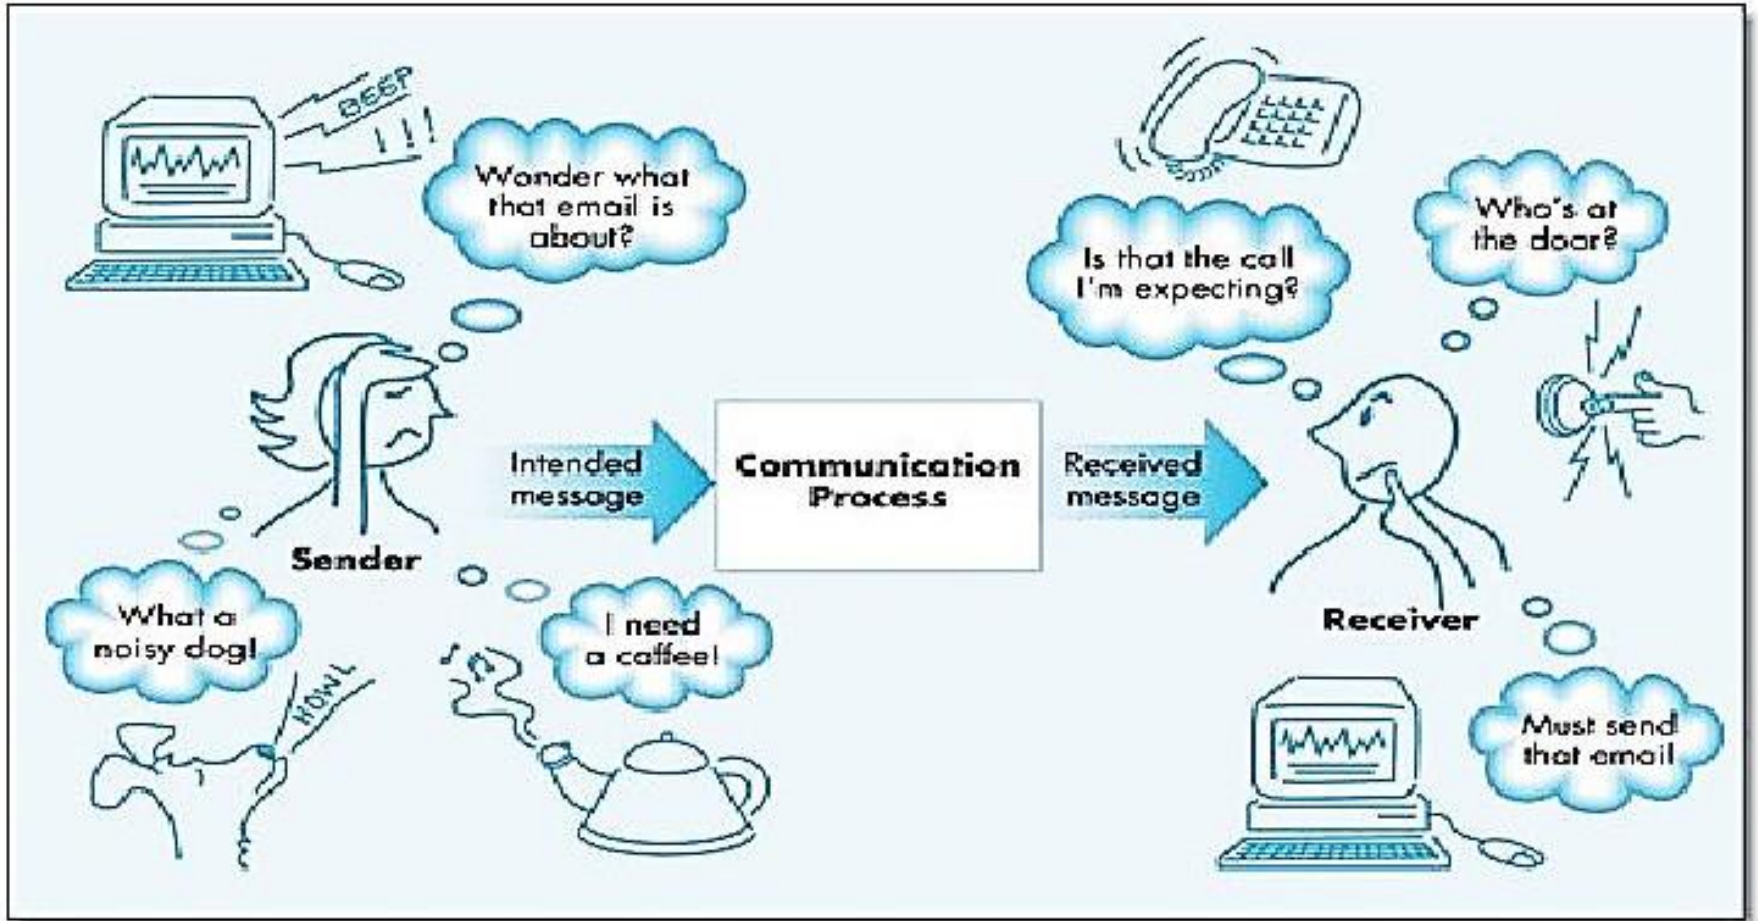 BEEP
! ! !
Wonder what
that email is
about?
Is that the call
I'm expecting?
Who's at
the door?
Intended
message
Communication
Process
Received
message
Sender
Receiver
What a
noisy dog!
HOWL
I need
a coffee!
Must send
that email